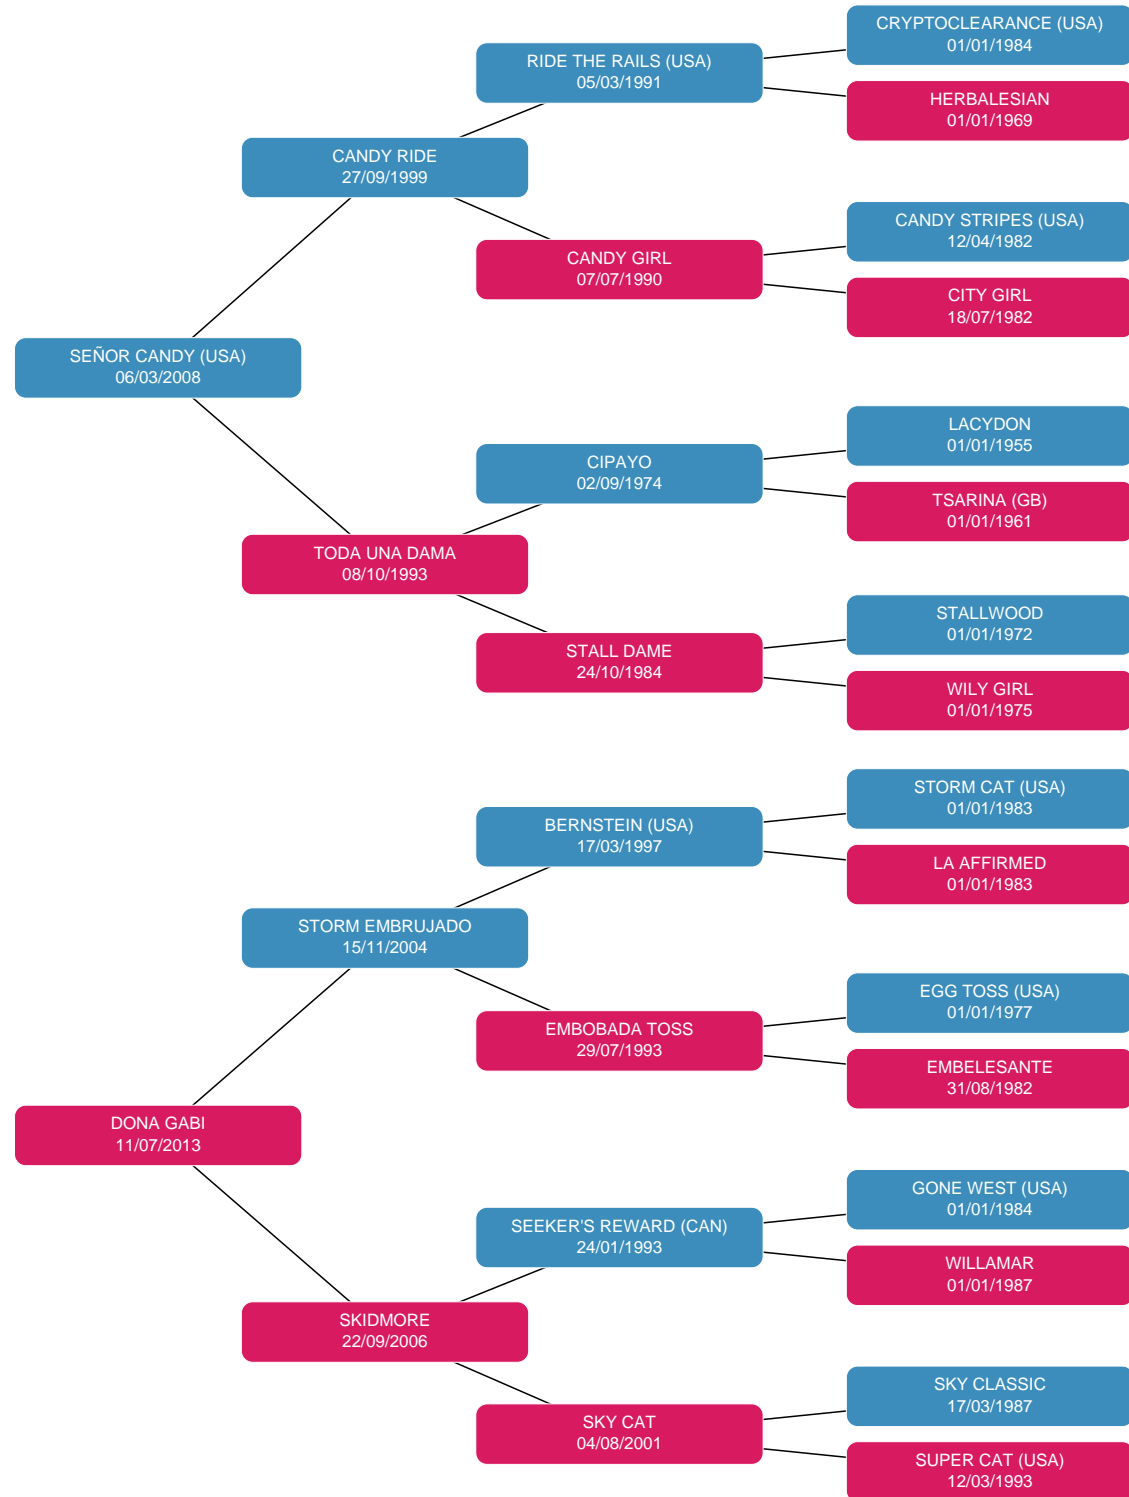 CRYPTOCLEARANCE (USA)
01/01/1984
RIDE THE RAILS (USA)
05/03/1991
HERBALESIAN
01/01/1969
CANDY RIDE
27/09/1999
CANDY STRIPES (USA)
12/04/1982
CANDY GIRL
07/07/1990
CITY GIRL
18/07/1982
SEÑOR CANDY (USA)
06/03/2008
LACYDON
01/01/1955
CIPAYO
02/09/1974
TSARINA (GB)
01/01/1961
TODA UNA DAMA
08/10/1993
STALLWOOD
01/01/1972
STALL DAME
24/10/1984
WILY GIRL
01/01/1975
STORM CAT (USA)
01/01/1983
BERNSTEIN (USA)
17/03/1997
LA AFFIRMED
01/01/1983
STORM EMBRUJADO
15/11/2004
EGG TOSS (USA)
01/01/1977
EMBOBADA TOSS
29/07/1993
EMBELESANTE
31/08/1982
DONA GABI
11/07/2013
GONE WEST (USA)
01/01/1984
SEEKER'S REWARD (CAN)
24/01/1993
WILLAMAR
01/01/1987
SKIDMORE
22/09/2006
SKY CLASSIC
17/03/1987
SKY CAT
04/08/2001
SUPER CAT (USA)
12/03/1993